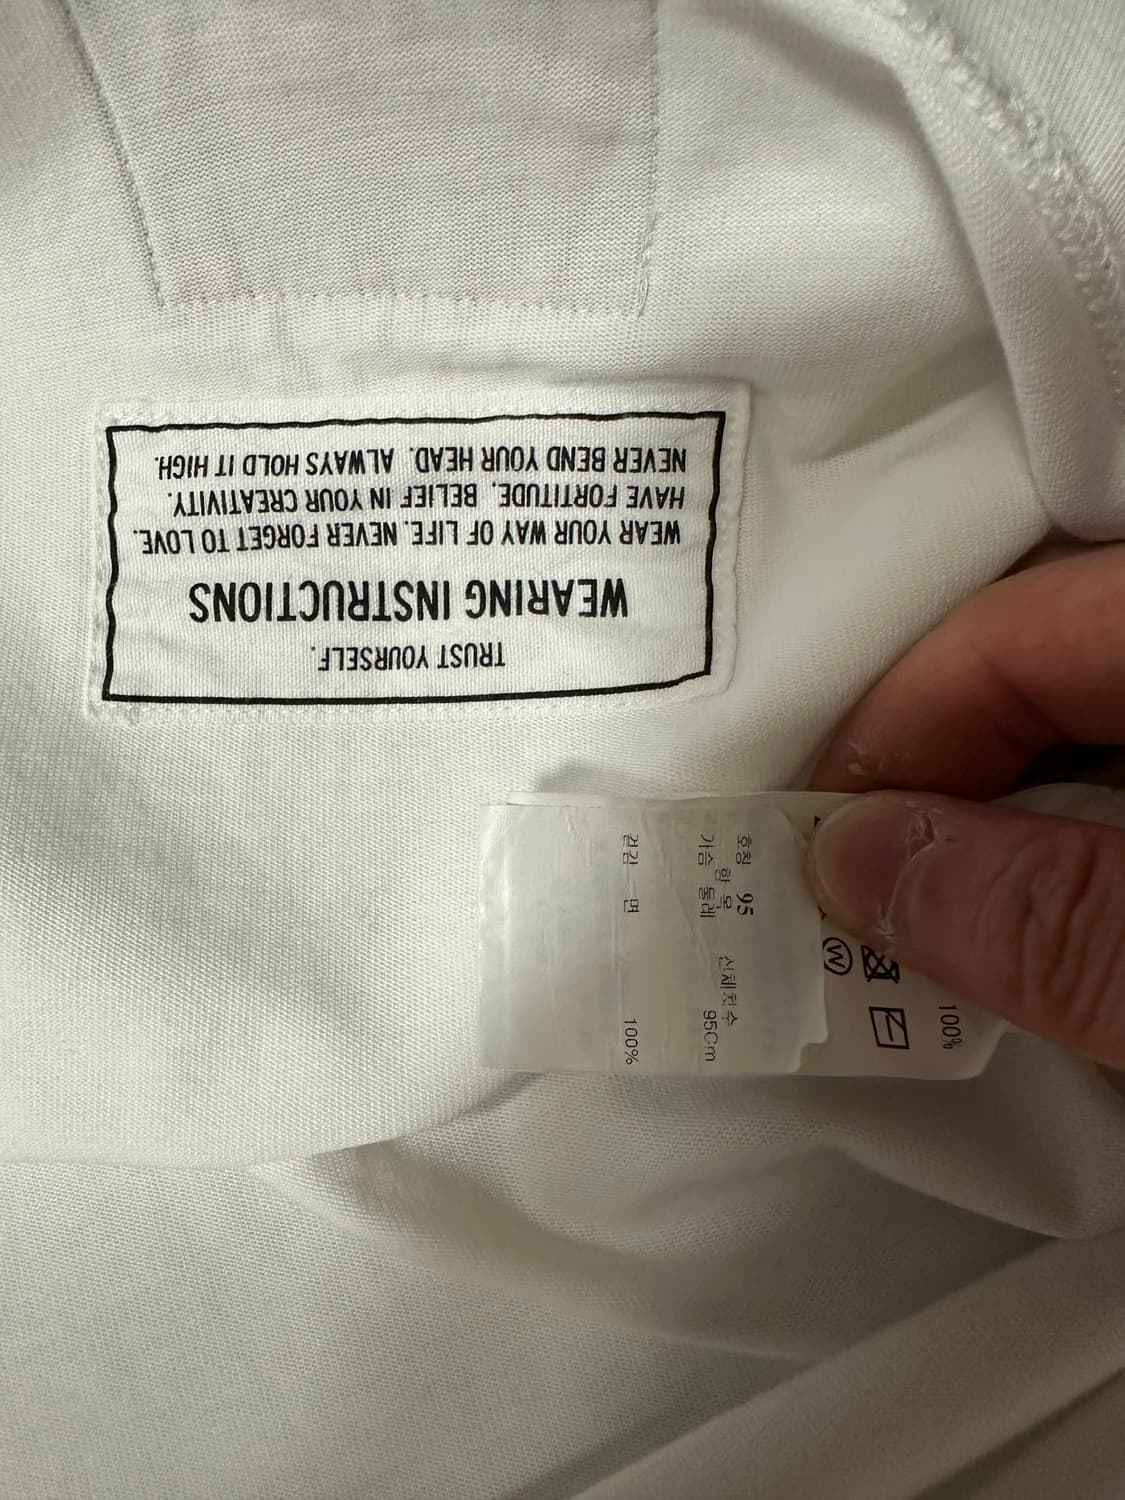 TRUST YOURSELF.
WEARING INSTRUCTIONS
WEAR YOUR WAY OF LIFE. NEVER FORGET TO LOVE.
HAVE FORTITUDE. BELIEF IN YOUR CREATIVITY.
NEVER BEND YOUR HEAD. ALWAYS HOLD IT HIGH.
100%
W
호칭 95
항목 신체치수
가슴둘레 95Cm
겉감 면 100%